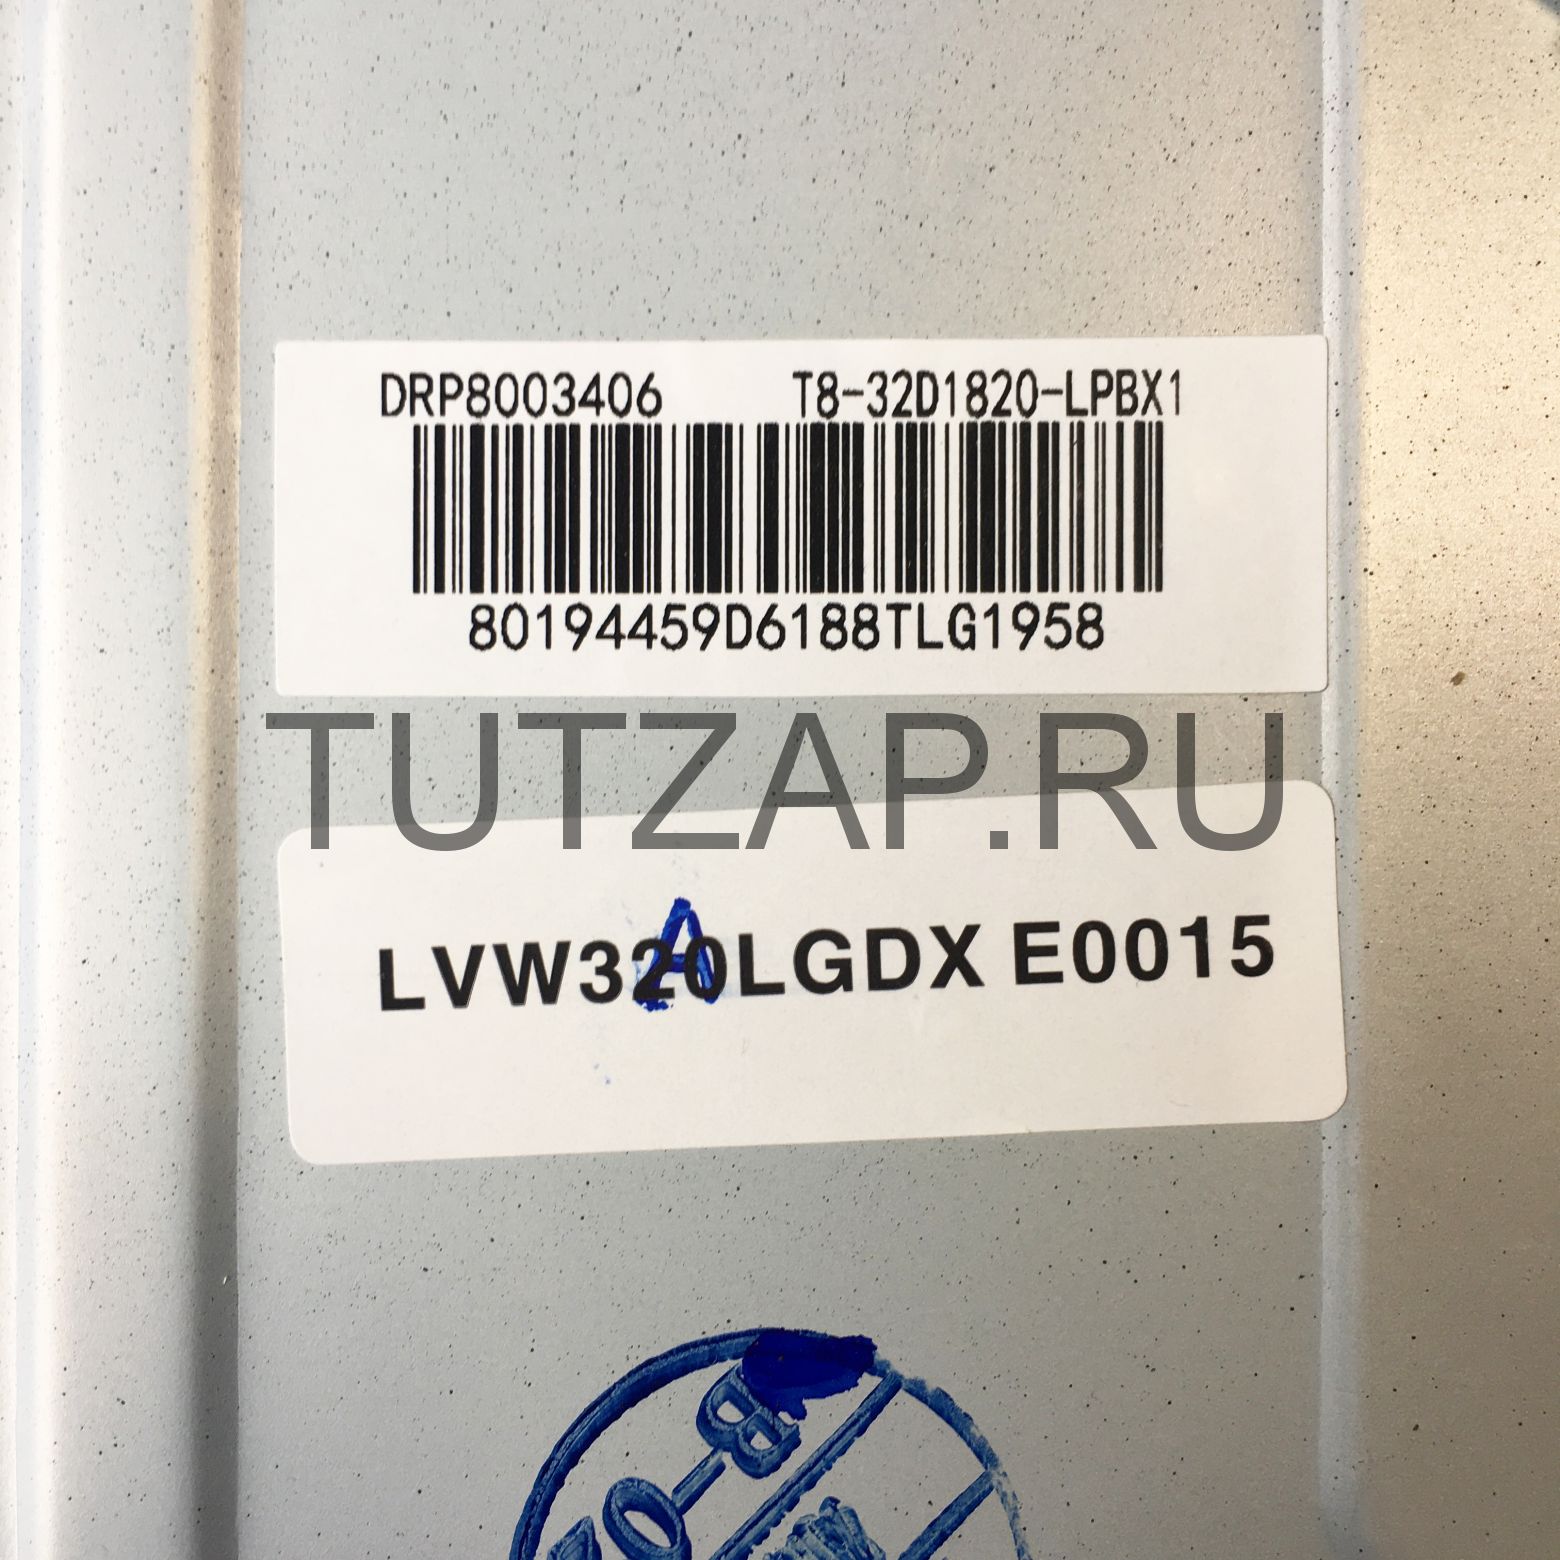 DRP8003406 T8-32D1820-LPBX1
80194459D6188TLG1958
TUTZAP.RU
A
LVW320LGDX E0015